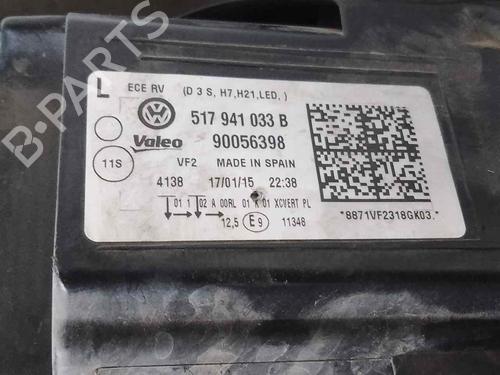 L ECE RV (D 3 S, H7,H21,LED, )
517 941 033 B
Valeo 90056398
11S VF2 MADE IN SPAIN
4138 17/01/15 22:38
01 1 02 A 00RL 01 01 XCVERT PL
12,5 E9 11348
*8871VF2318GK03.*
B-PARTS